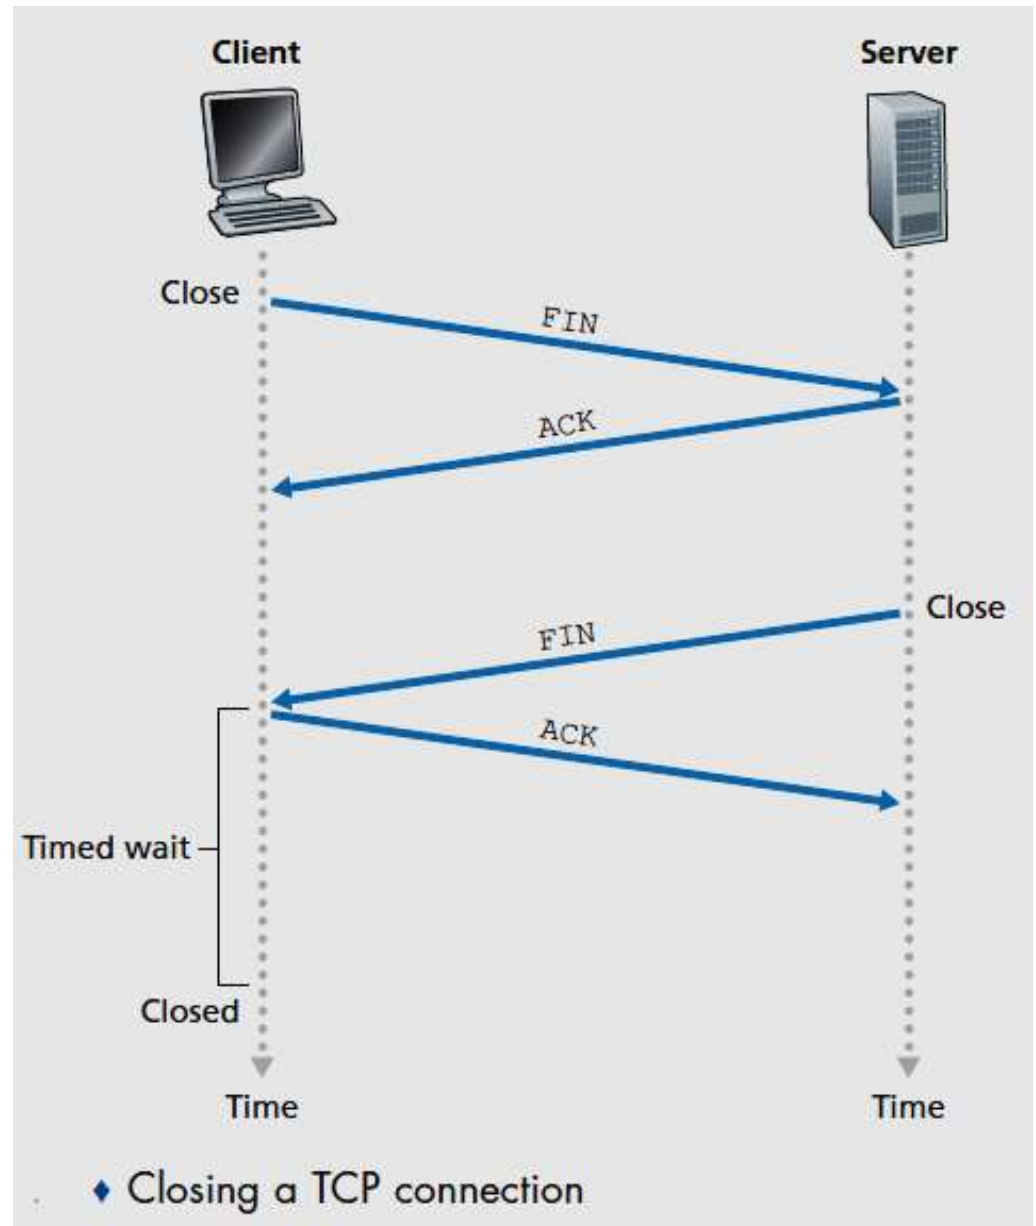 Client
Server
Close
FIN
ACK
Close
FIN
ACK
Timed wait
Closed
Time
Time
♦ Closing a TCP connection